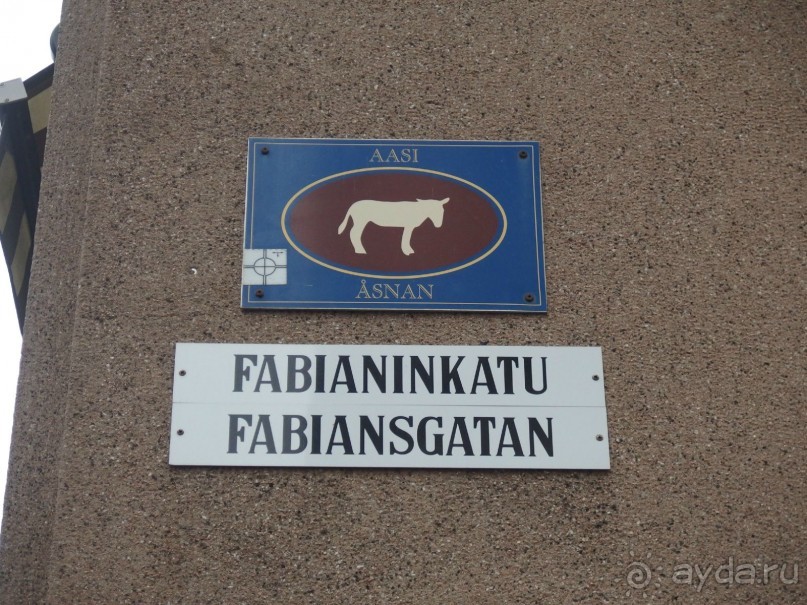 AASI
ÅSNAN
FABIANINKATU
FABIANSGATAN
ayda.ru